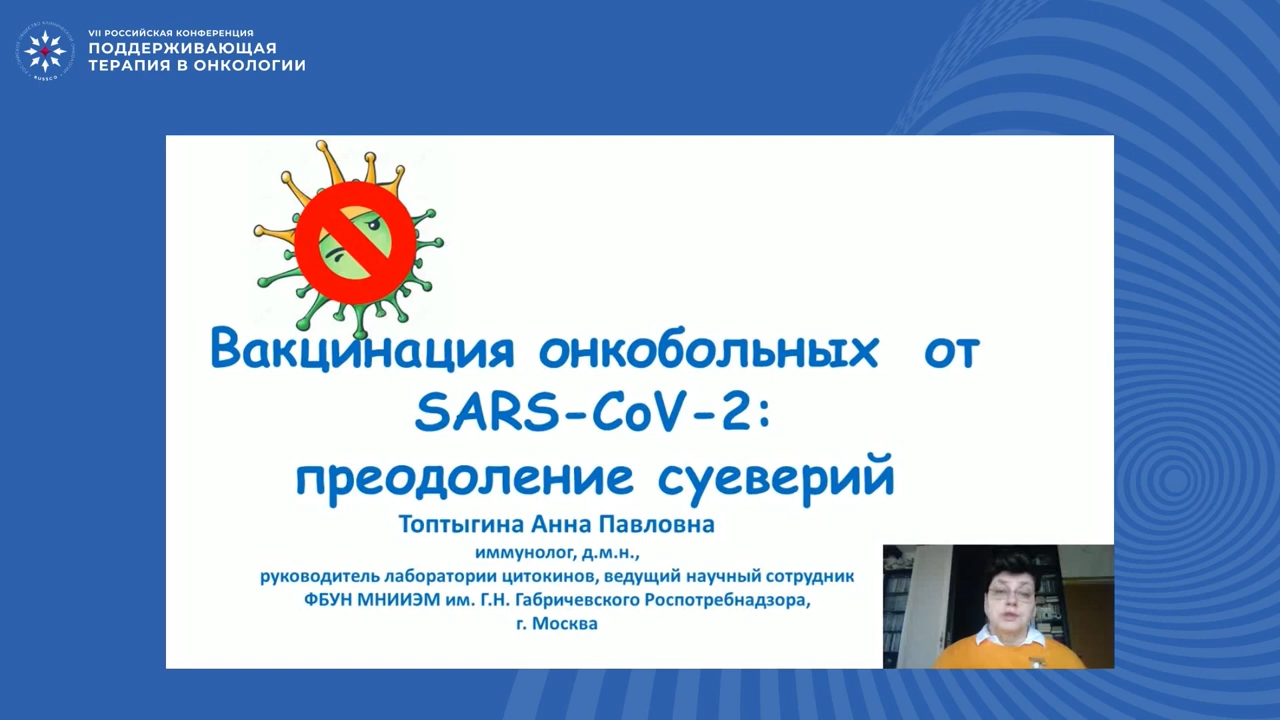 VII РОССИЙСКАЯ КОНФЕРЕНЦИЯ
ПОДДЕРЖИВАЮЩАЯ
ТЕРАПИЯ В ОНКОЛОГИИ
RUSSCO
Вакцинация онкобольных от
SARS-CoV-2:
преодоление суеверий
Топтыгина Анна Павловна
иммунолог, д.м.н.,
руководитель лаборатории цитокинов, ведущий научный сотрудник
ФБУН МНИИЭМ им. Г.Н. Габричевского Роспотребнадзора,
г. Москва